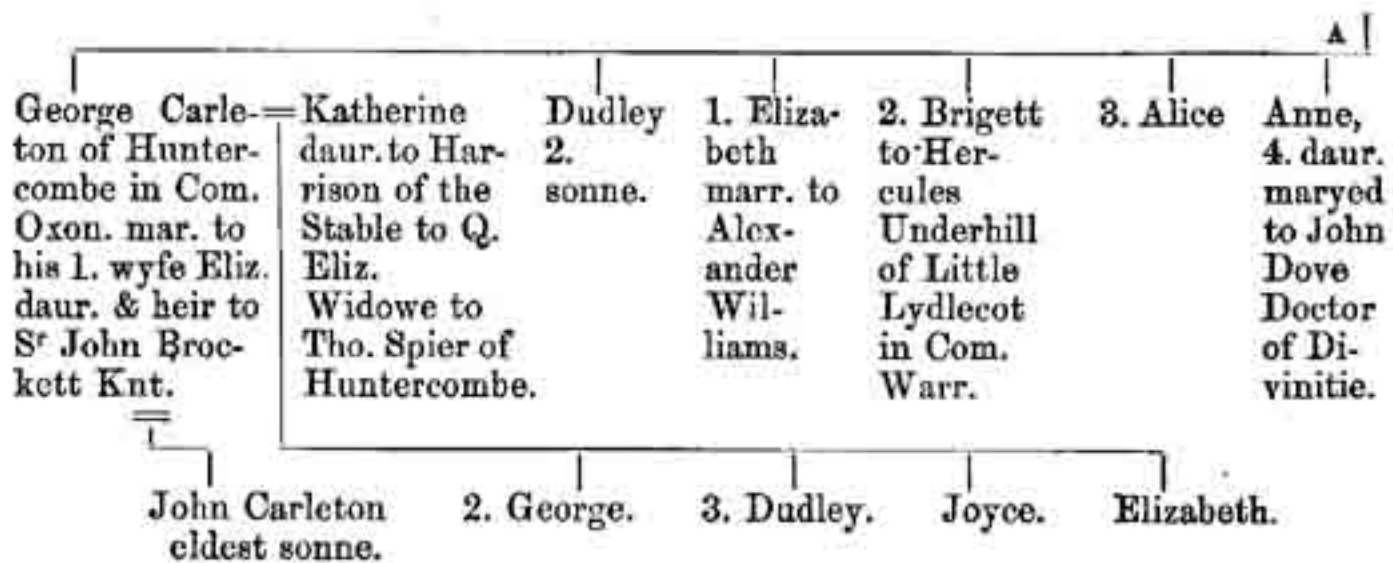 A
George Carle-
ton of Hunter-
combe in Com.
Oxon. mar. to
his 1. wyfe Eliz.
daur. & heir to
Sr John Broc-
kett Knt.
Katherine
daur. to Har-
rison of the
Stable to Q.
Eliz.
Widowe to
Tho. Spier of
Huntercombe.
Dudley
2.
sonne.
1. Eliza-
beth
marr. to
Alex-
ander
Wil-
liams.
2. Brigett
to Her-
cules
Underhill
of Little
Lydlecot
in Com.
Warr.
3. Alice
Anne,
4. daur.
maryed
to John
Dove
Doctor
of Di-
vinitie.
John Carleton
eldest sonne.
2. George.
3. Dudley.
Joyce.
Elizabeth.